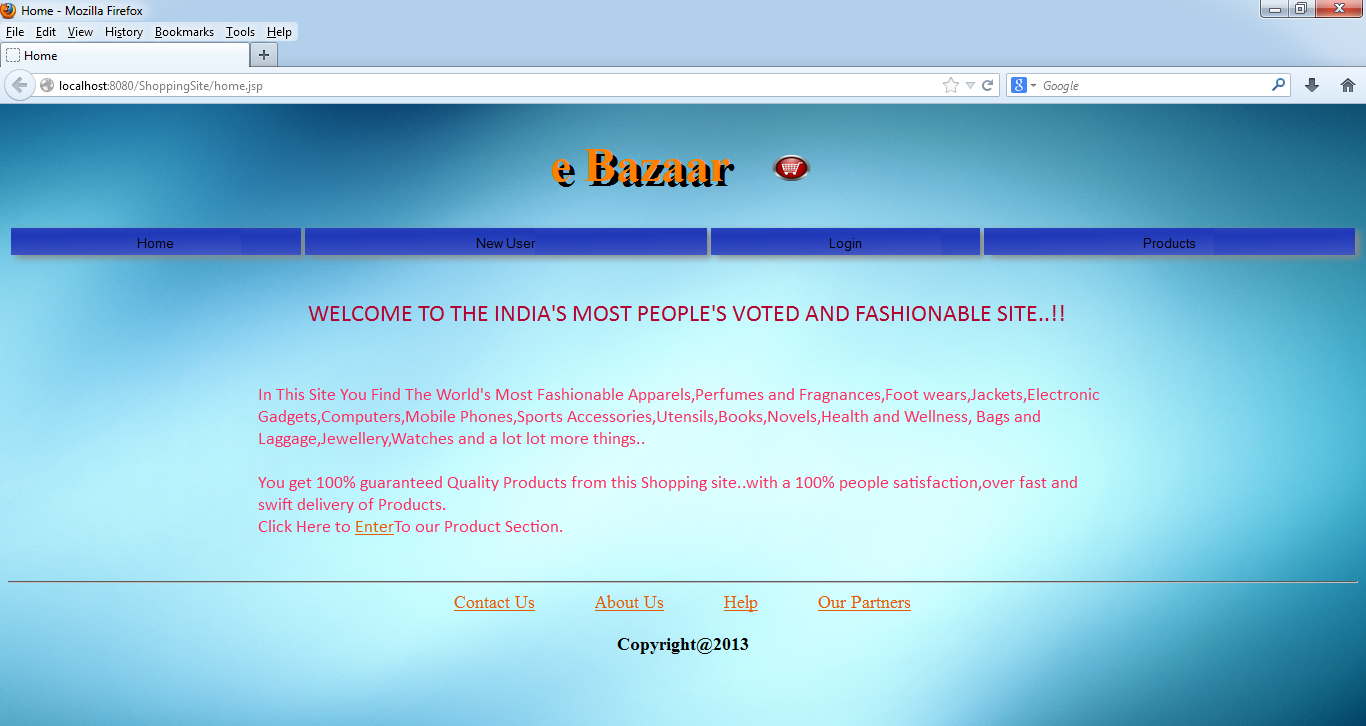 Home - Mozilla Firefox
File Edit View History Bookmarks Tools Help
Home
localhost:8080/ShoppingSite/home.jsp
Google
e Bazaar
Home New User Login Products
WELCOME TO THE INDIA'S MOST PEOPLE'S VOTED AND FASHIONABLE SITE..!!
In This Site You Find The World's Most Fashionable Apparels,Perfumes and Fragnances,Foot wears,Jackets,Electronic
Gadgets,Computers,Mobile Phones,Sports Accessories,Utensils,Books,Novels,Health and Wellness, Bags and
Laggage,Jewellery,Watches and a lot lot more things..
You get 100% guaranteed Quality Products from this Shopping site..with a 100% people satisfaction,over fast and
swift delivery of Products.
Click Here to EnterTo our Product Section.
Contact Us About Us Help Our Partners
Copyright@2013